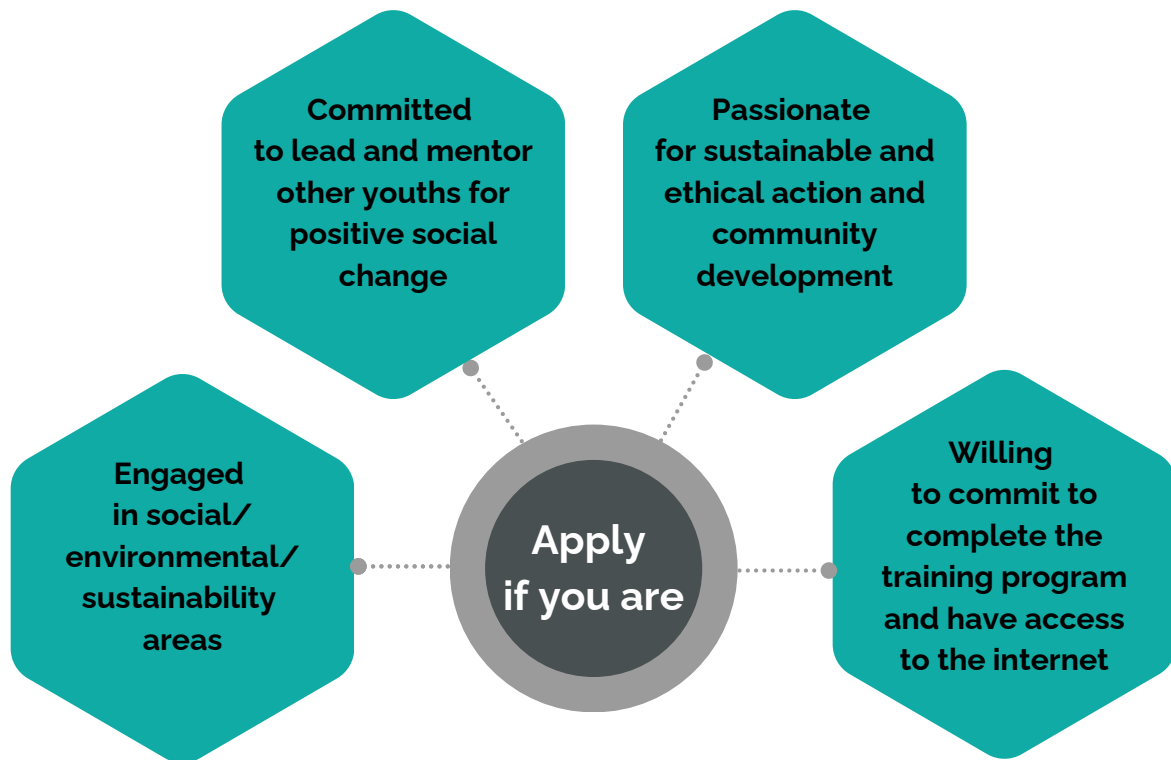 Committed
to lead and mentor
other youths for
positive social
change
Passionate
for sustainable and
ethical action and
community
development
Engaged
in social/
environmental/
sustainability
areas
Apply
if you are
Willing
to commit to
complete the
training program
and have access
to the internet